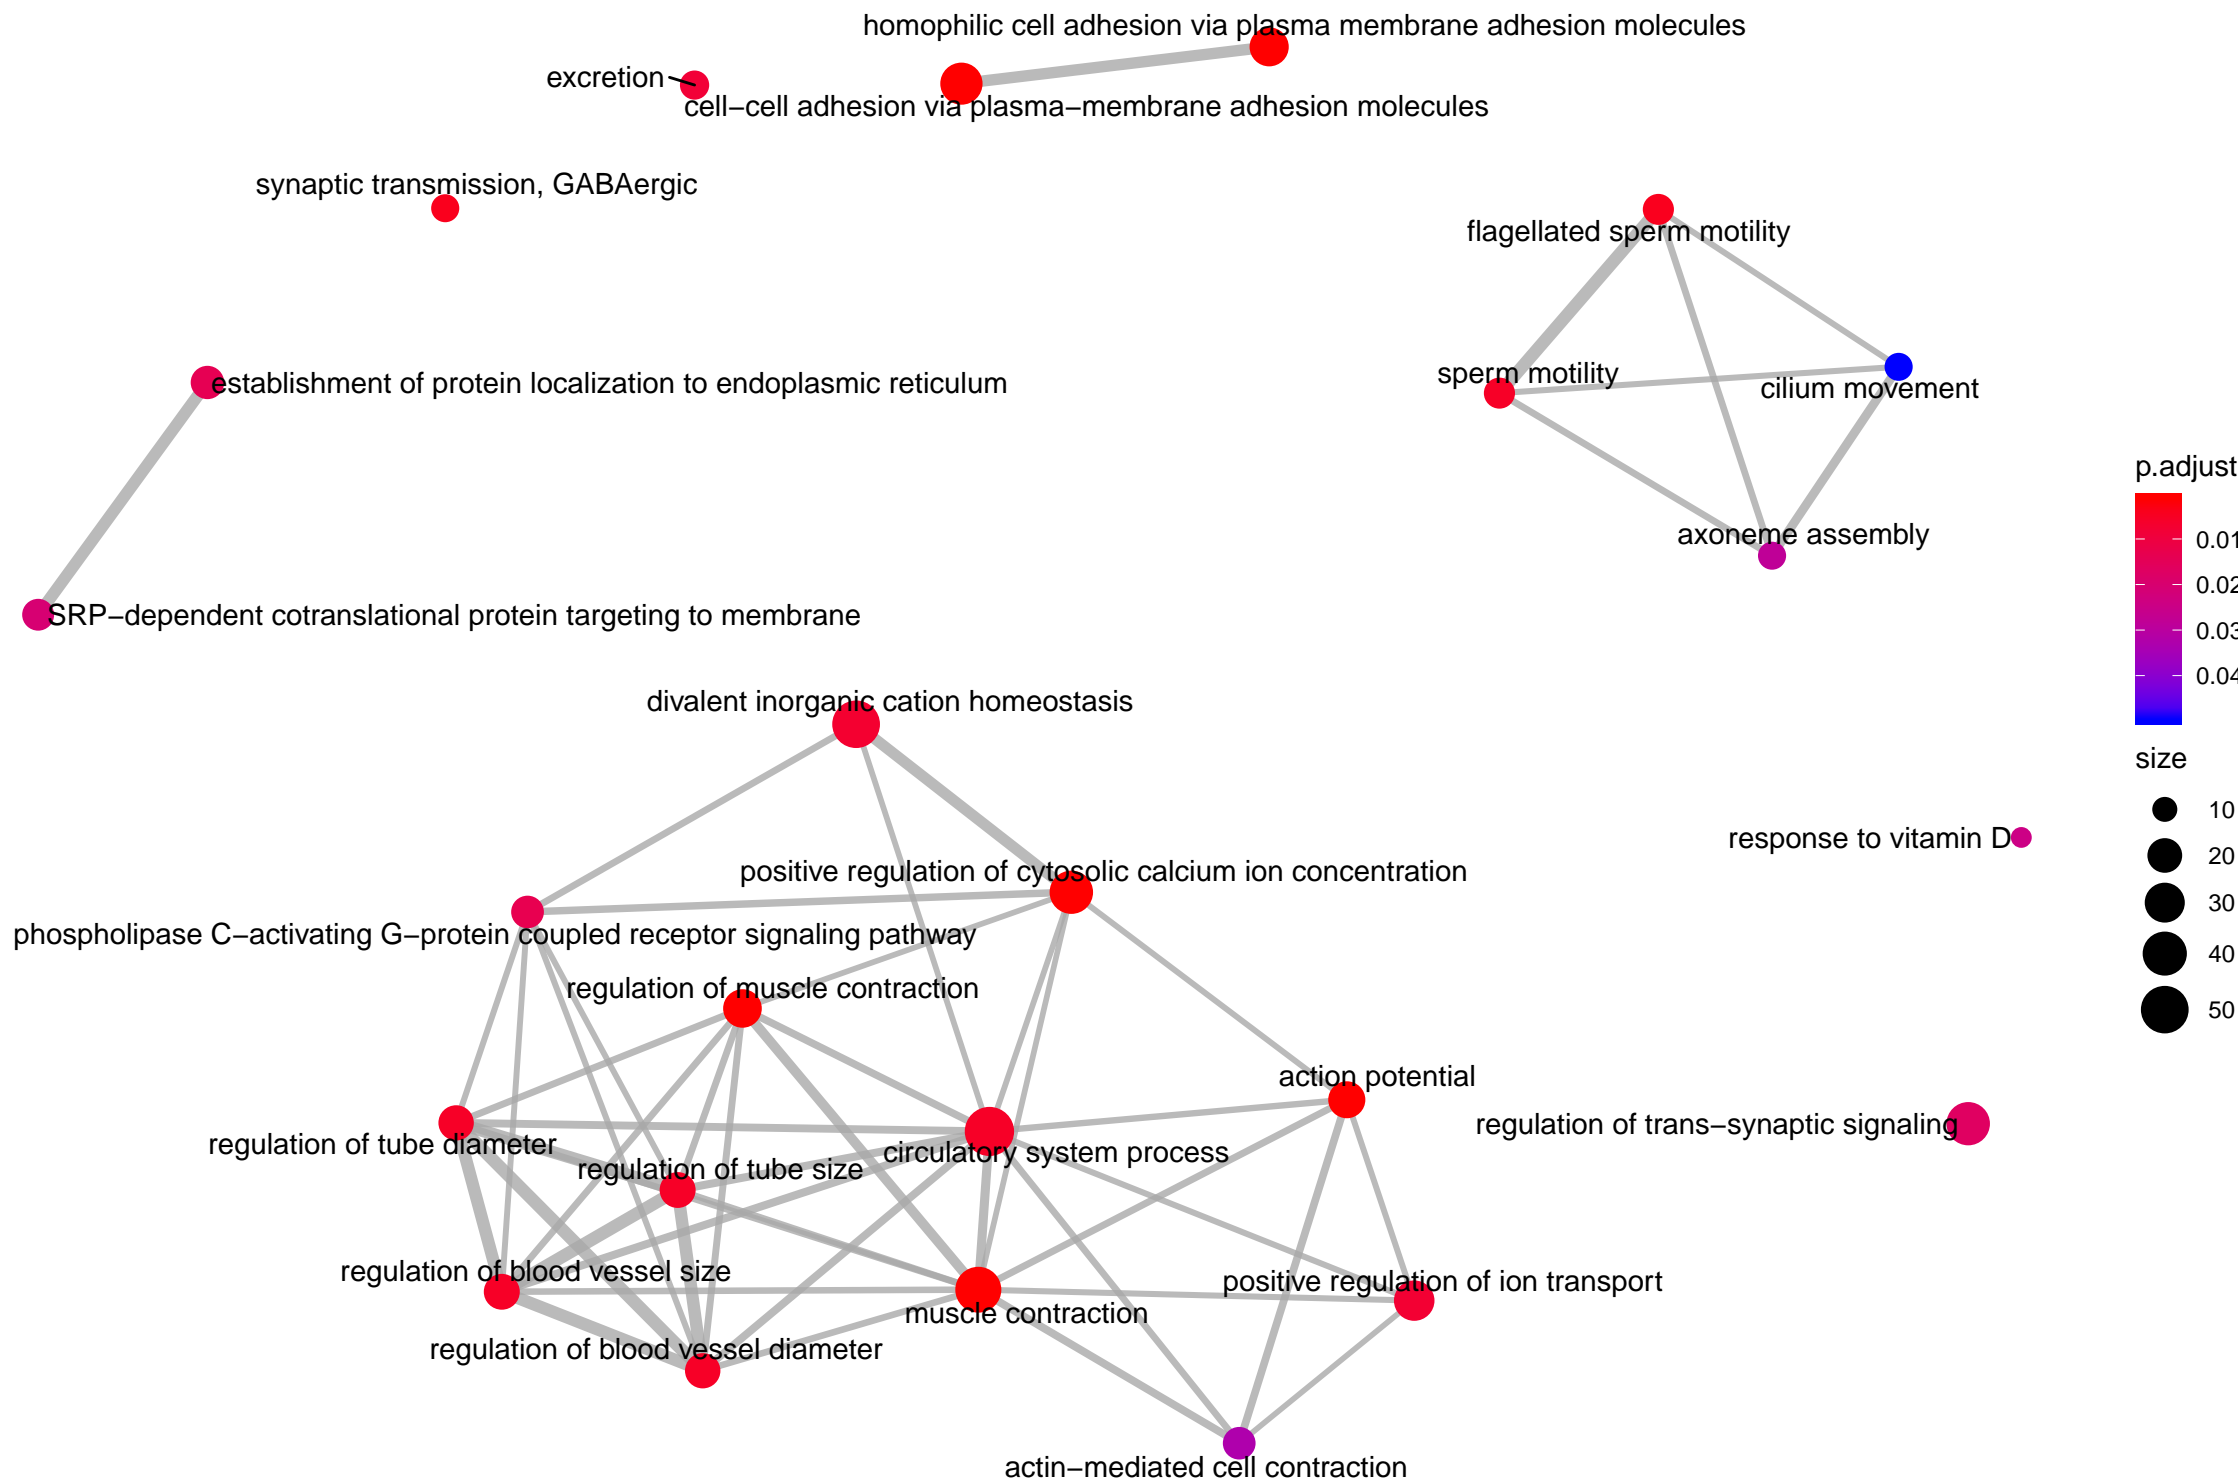 homophilic cell adhesion via plasma membrane adhesion molecules
excretion
cell−cell adhesion via plasma−membrane adhesion molecules
synaptic transmission, GABAergic
flagellated sperm motility
establishment of protein localization to endoplasmic reticulum
sperm motility
cilium movement
p.adjust
0.01
0.02
0.03
0.04
axoneme assembly
SRP−dependent cotranslational protein targeting to membrane
divalent inorganic cation homeostasis
size
10
20
30
40
50
response to vitamin D
positive regulation of cytosolic calcium ion concentration
phospholipase C−activating G−protein coupled receptor signaling pathway
regulation of muscle contraction
action potential
regulation of trans−synaptic signaling
regulation of tube diameter
circulatory system process
regulation of tube size
regulation of blood vessel size
positive regulation of ion transport
muscle contraction
regulation of blood vessel diameter
actin−mediated cell contraction